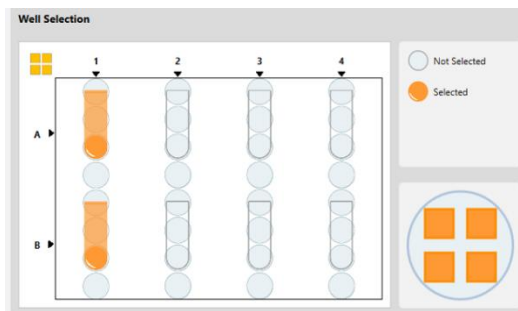 Well Selection
1 2 3 4
Not Selected
Selected
A
B